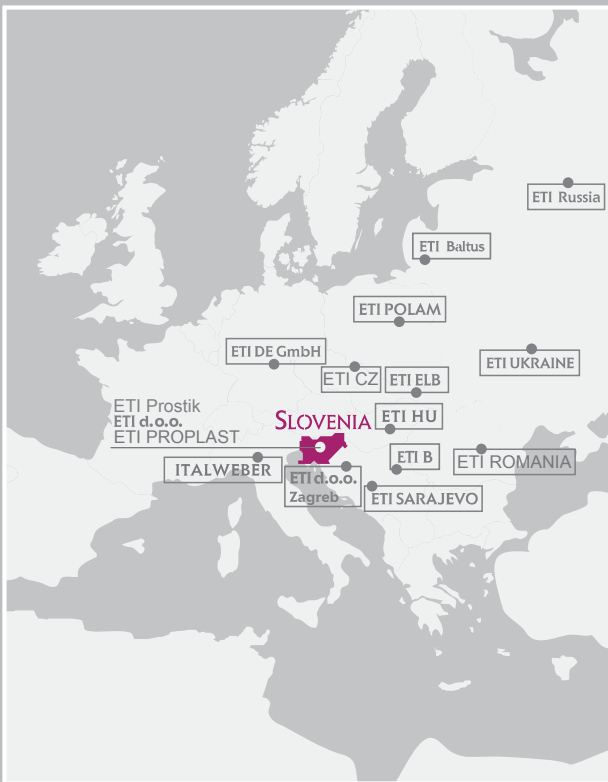 ETI Russia
ETI Baltus
ETI POLAM
ETI DE GmbH
ETI UKRAINE
ETI CZ
ETI ELB
ETI Prostik
ETI d.o.o.
ETI PROPLAST
SLOVENIA
ETI HU
ITALWEBER
ETI B
ETI ROMANIA
ETI d.o.o.
Zagreb
ETI SARAJEVO